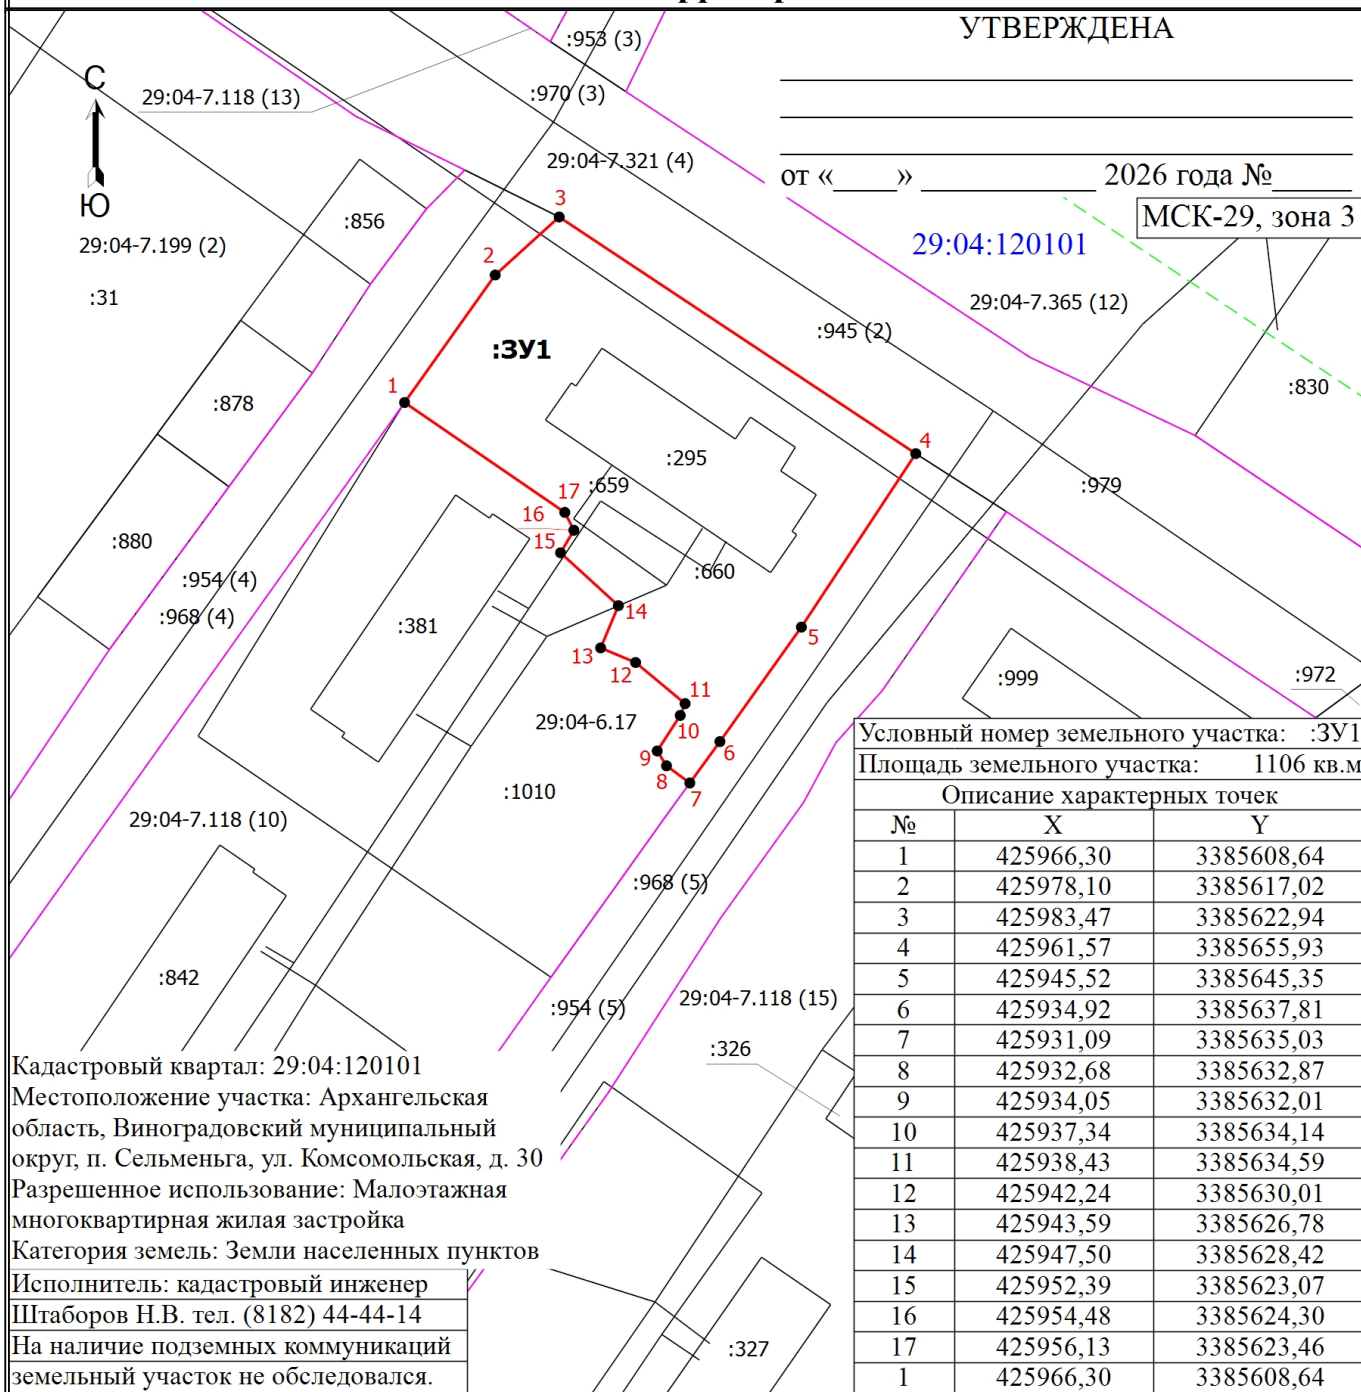 УТВЕРЖДЕНА
от «____» ____________ 2026 года №______
МСК-29, зона 3
29:04:120101
С
Ю
:953 (3)
29:04-7.118 (13)
:970 (3)
29:04-7.321 (4)
:856
29:04-7.199 (2)
:31
29:04-7.365 (12)
:945 (2)
:ЗУ1
:830
:878
:295
:979
:659
:880
:954 (4)
:660
:968 (4)
:381
:999
:972
29:04-6.17
:1010
29:04-7.118 (10)
:968 (5)
:842
:954 (5)
29:04-7.118 (15)
:326
:327
1
2
3
4
5
6
7
8
9
10
11
12
13
14
15
16
17
Условный номер земельного участка: :ЗУ1
Площадь земельного участка: 1106 кв.м
Описание характерных точек
№ X Y
1 425966,30 3385608,64
2 425978,10 3385617,02
3 425983,47 3385622,94
4 425961,57 3385655,93
5 425945,52 3385645,35
6 425934,92 3385637,81
7 425931,09 3385635,03
8 425932,68 3385632,87
9 425934,05 3385632,01
10 425937,34 3385634,14
11 425938,43 3385634,59
12 425942,24 3385630,01
13 425943,59 3385626,78
14 425947,50 3385628,42
15 425952,39 3385623,07
16 425954,48 3385624,30
17 425956,13 3385623,46
1 425966,30 3385608,64
Кадастровый квартал: 29:04:120101
Местоположение участка: Архангельская
область, Виноградовский муниципальный
округ, п. Сельменьга, ул. Комсомольская, д. 30
Разрешенное использование: Малоэтажная
многоквартирная жилая застройка
Категория земель: Земли населенных пунктов
Исполнитель: кадастровый инженер
Штаборов Н.В. тел. (8182) 44-44-14
На наличие подземных коммуникаций
земельный участок не обследовался.